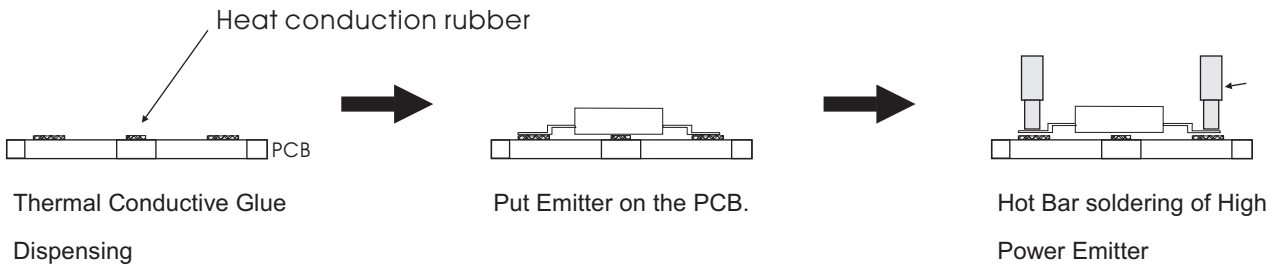 Heat conduction rubber
PCB
Thermal Conductive Glue
Dispensing
Put Emitter on the PCB.
Hot Bar soldering of High
Power Emitter